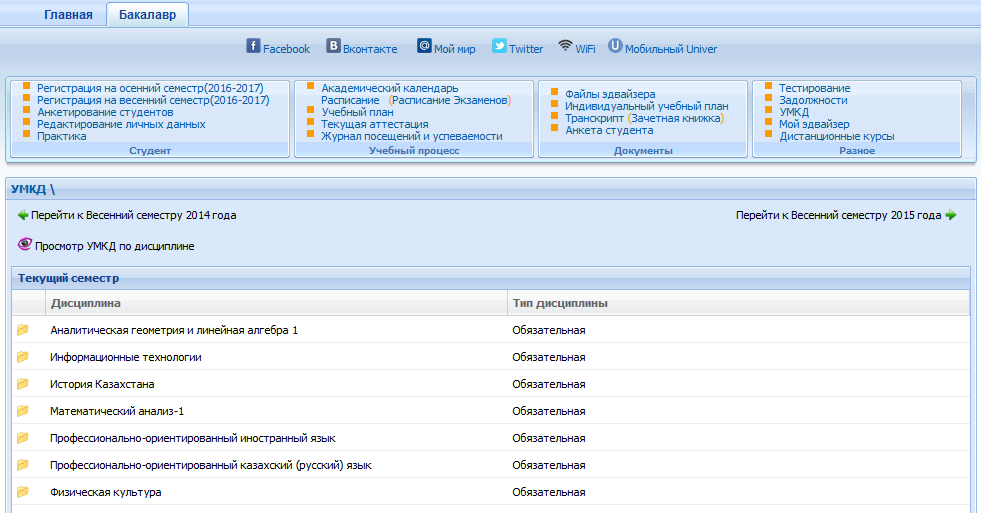 Главная Бакалавр
Facebook Вконтакте Мой мир Twitter WiFi Мобильный Univer
Регистрация на осенний семестр(2016-2017)
Регистрация на весенний семестр(2016-2017)
Анкетирование студентов
Редактирование личных данных
Практика
Студент
Академический календарь
Расписание (Расписание Экзаменов)
Учебный план
Текущая аттестация
Журнал посещений и успеваемости
Учебный процесс
Файлы эдвайзера
Индивидуальный учебный план
Транскрипт (Зачетная книжка)
Анкета студента
Документы
Тестирование
Задолжности
УМКД
Мой эдвайзер
Дистанционные курсы
Разное
УМКД \
Перейти к Весенний семестру 2014 года Перейти к Весенний семестру 2015 года
Просмотр УМКД по дисциплине
Текущий семестр
Дисциплина Тип дисциплины
Аналитическая геометрия и линейная алгебра 1 Обязательная
Информационные технологии Обязательная
История Казахстана Обязательная
Математический анализ-1 Обязательная
Профессионально-ориентированный иностранный язык Обязательная
Профессионально-ориентированный казахский (русский) язык Обязательная
Физическая культура Обязательная